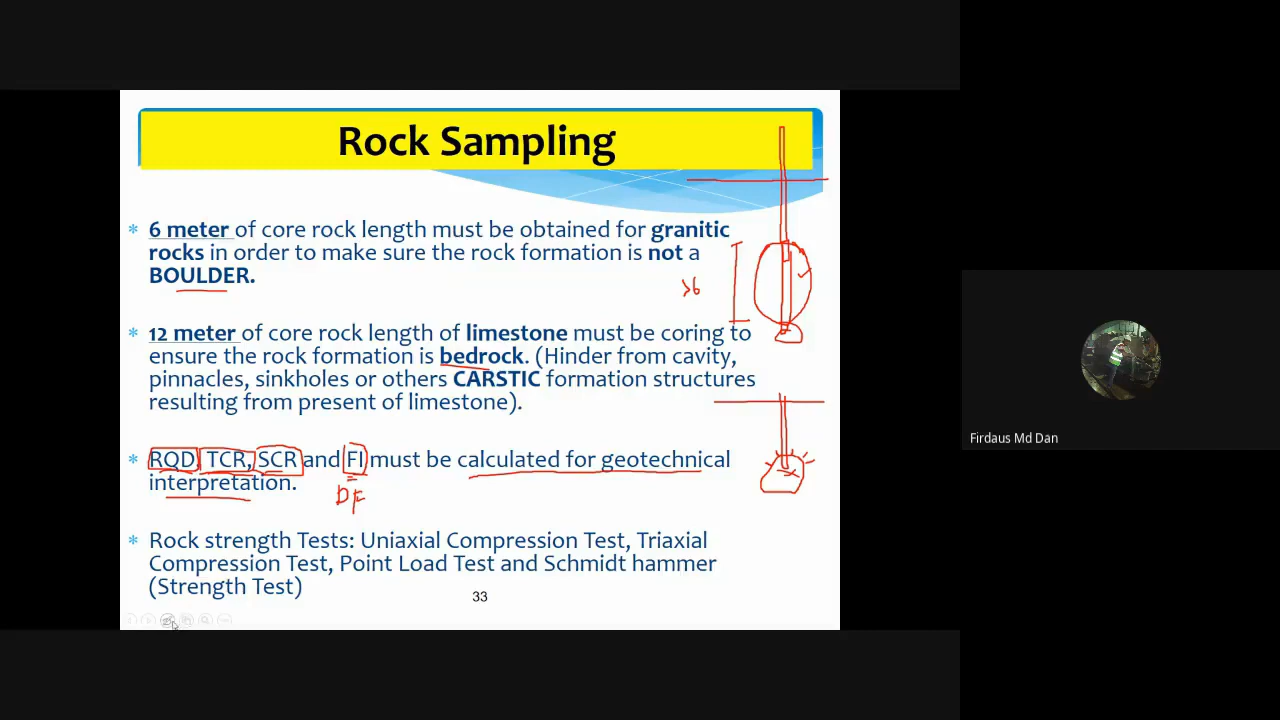 Rock Sampling
* 6 meter of core rock length must be obtained for granitic
rocks in order to make sure the rock formation is not a
BOULDER.
>6
* 12 meter of core rock length of limestone must be coring to
ensure the rock formation is bedrock. (Hinder from cavity,
pinnacles, sinkholes or others CARSTIC formation structures
resulting from present of limestone).
* RQD, TCR, SCR and FI must be calculated for geotechnical
interpretation.
DF
* Rock strength Tests: Uniaxial Compression Test, Triaxial
Compression Test, Point Load Test and Schmidt hammer
(Strength Test)
33
Firdaus Md Dan